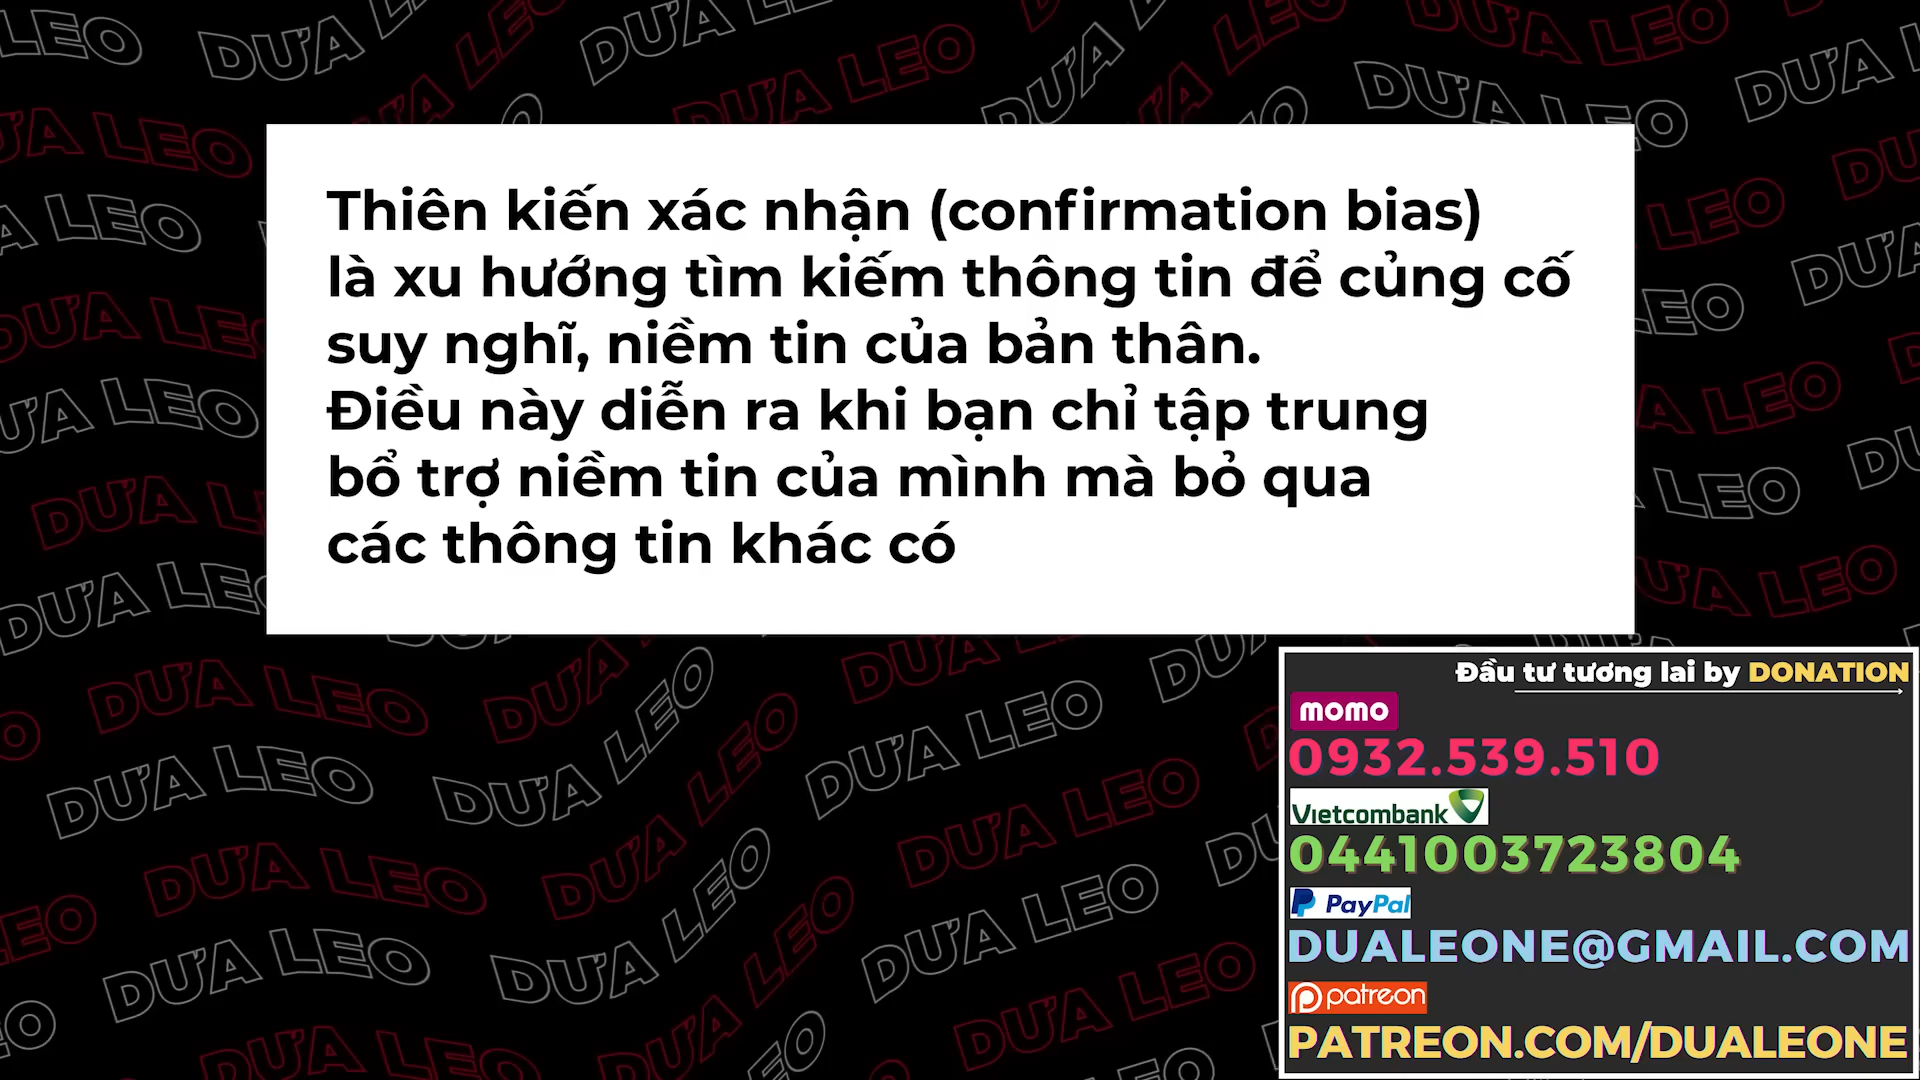 Thiên kiến xác nhận (confirmation bias)
là xu hướng tìm kiếm thông tin để củng cố
suy nghĩ, niềm tin của bản thân.
Điều này diễn ra khi bạn chỉ tập trung
bổ trợ niềm tin của mình mà bỏ qua
các thông tin khác có
Đầu tư tương lai by DONATION
momo
0932.539.510
Vietcombank
0441003723804
PayPal
DUALEONE@GMAIL.COM
patreon
PATREON.COM/DUALEONE
DƯA LEO